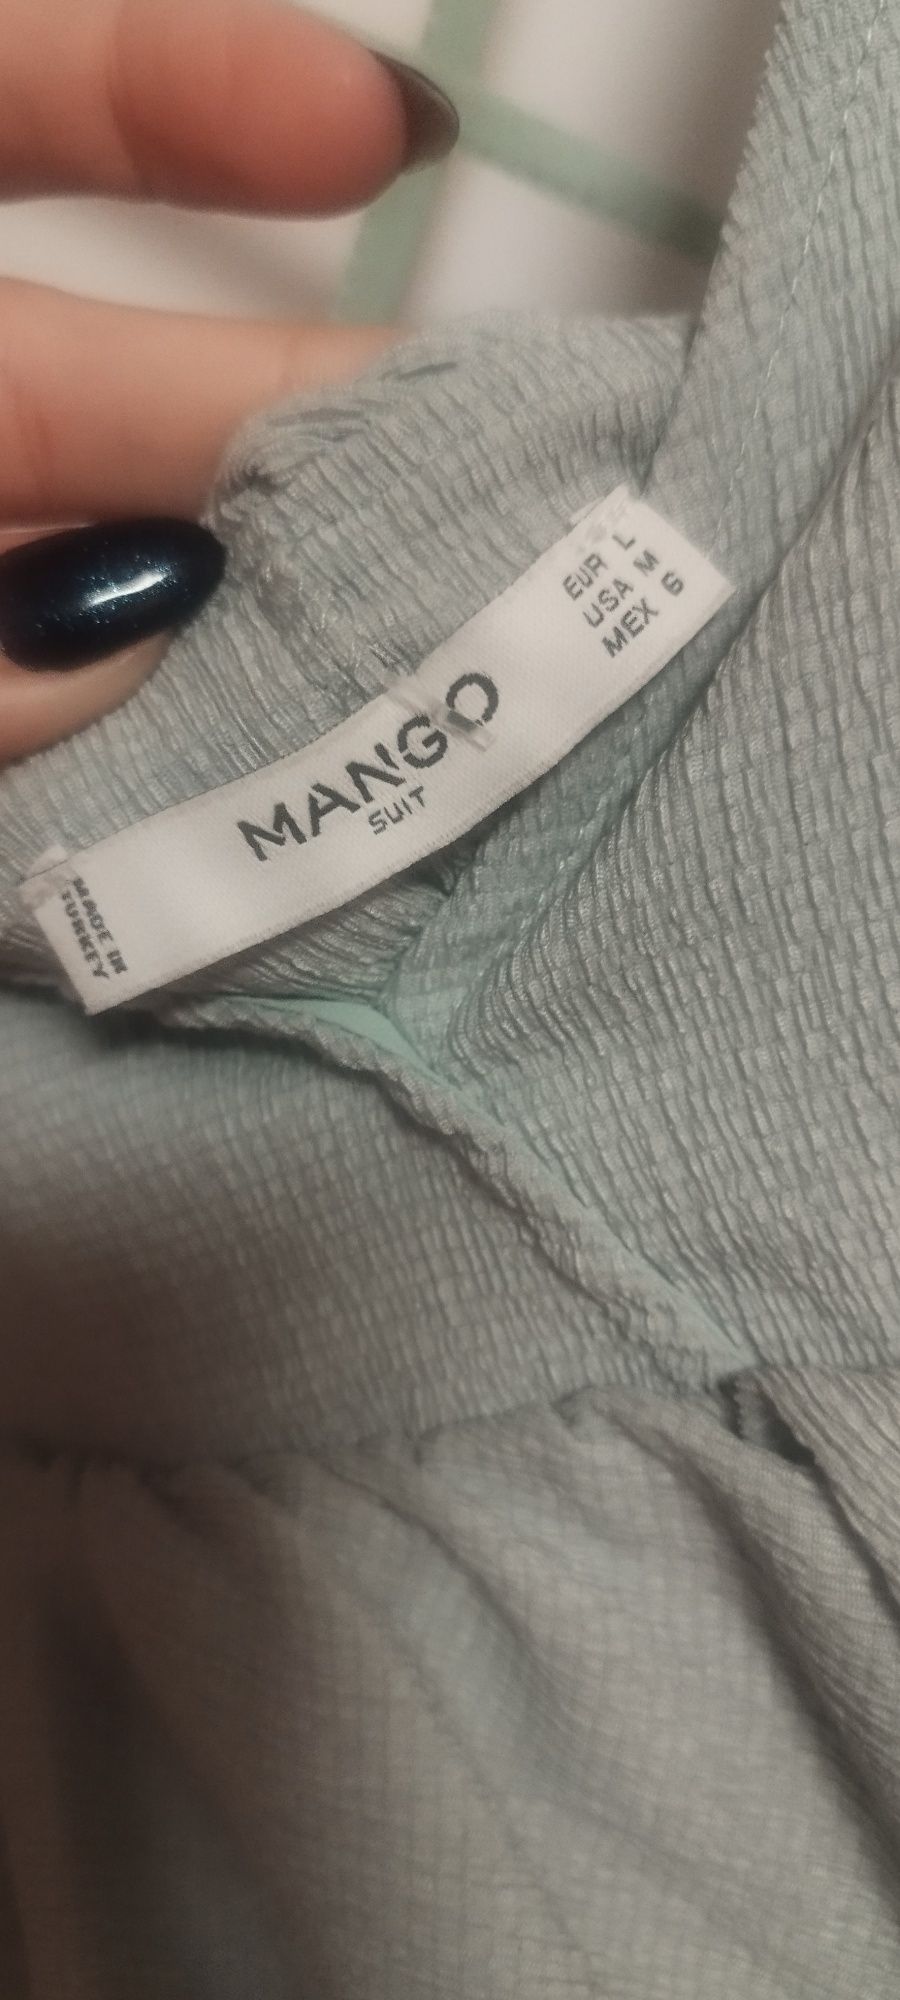 EUR L
USA M
MEX 6
MANGO
SUIT
MADE IN
TURKEY